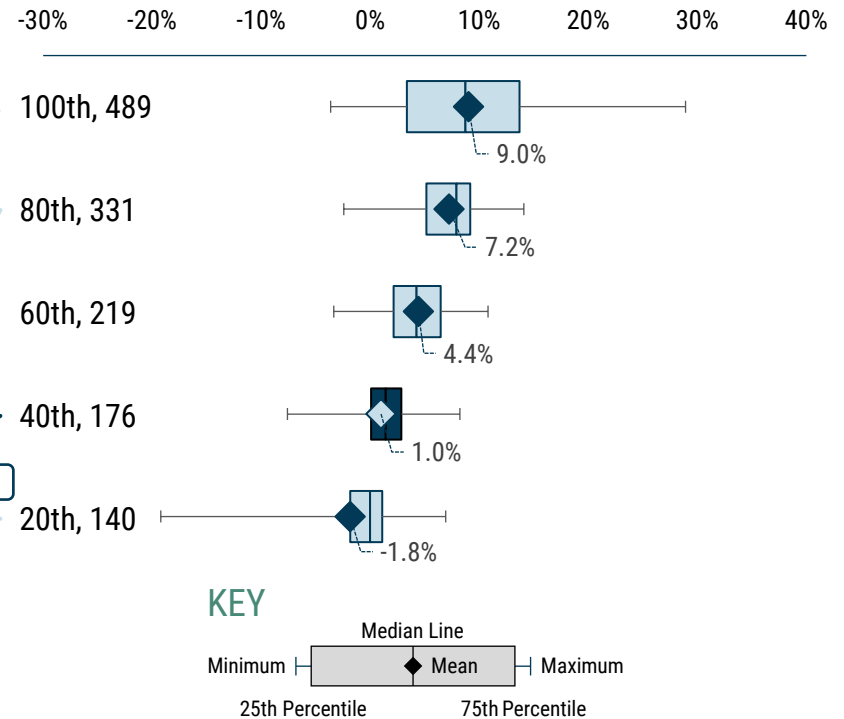 -30% -20% -10% 0% 10% 20% 30% 40%
100th, 489
9.0%
80th, 331
7.2%
60th, 219
4.4%
40th, 176
1.0%
20th, 140
-1.8%
KEY
Median Line
Minimum Mean Maximum
25th Percentile 75th Percentile